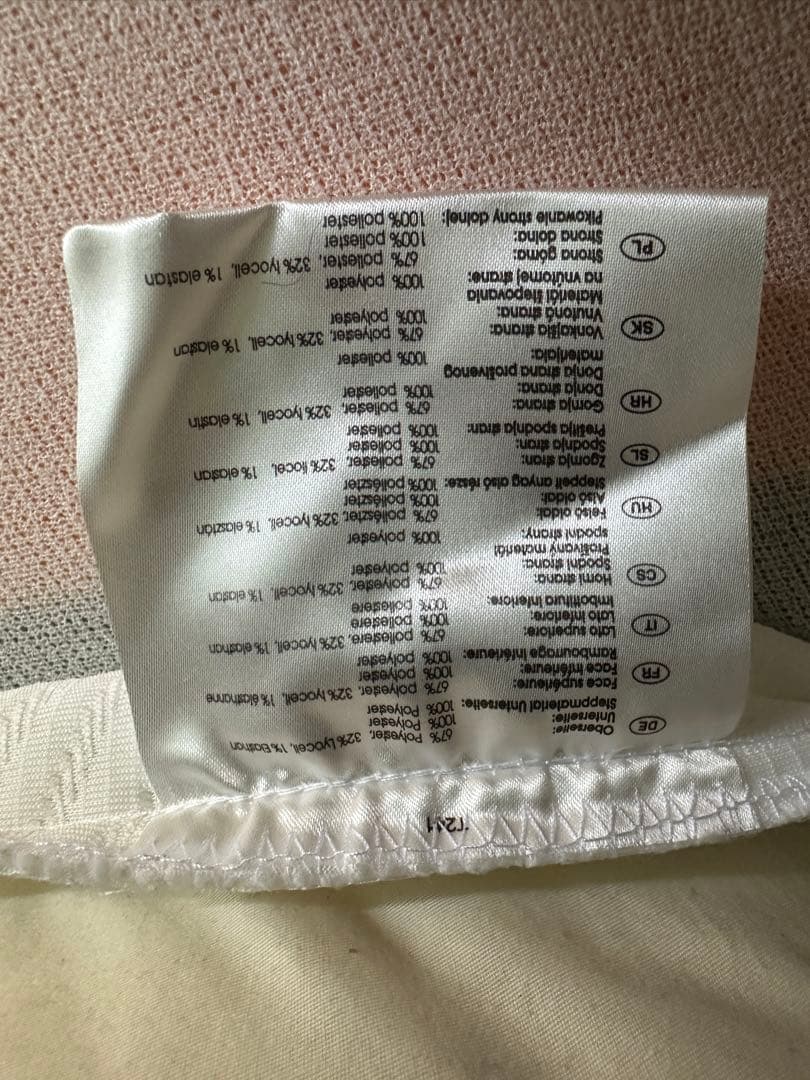 DE Oberseite: 67% Polyester, 32% Lyocell, 1% Elasthan
Unterseite: 100% Polyester
Steppmaterial Unterseite: 100% Polyester
FR Face supérieure: 67% polyester, 32% lyocell, 1% élasthanne
Face inférieure: 100% polyester
Rembourrage inférieure: 100% polyester
IT Lato superiore: 67% poliestere, 32% lyocell, 1% elasthan
Lato inferiore: 100% poliestere
Imbottitura inferiore: 100% poliestere
CS Horní strana: 67% polyester, 32% lyocell, 1% elastan
Spodní strana: 100% polyester
Prošívaný materiál
spodní strany: 100% polyester
HU Felső oldal: 67% poliészter, 32% lyocell, 1% elasztán
Alsó oldal: 100% poliészter
Steppelt anyag alsó része: 100% poliészter
SL Zgornja stran: 67% poliester, 32% liocel, 1% elastan
Spodnja stran: 100% poliester
Prešitja spodnja stran: 100% poliester
HR Gornja strana: 67% poliester, 32% lyocell, 1% elastin
Donja strana: 100% poliester
Donja strana prošivenog
materijala: 100% poliester
SK Vonkajšia strana: 67% polyester, 32% lyocell, 1% elastan
Vnutorná strana: 100% polyester
Materiál štepovania
na vnútornej strane: 100% polyester
PL Strona górna: 67% poliester, 32% lyocell, 1% elastan
Strona dolna: 100% poliester
Pikowanie strony dolnej: 100% poliester